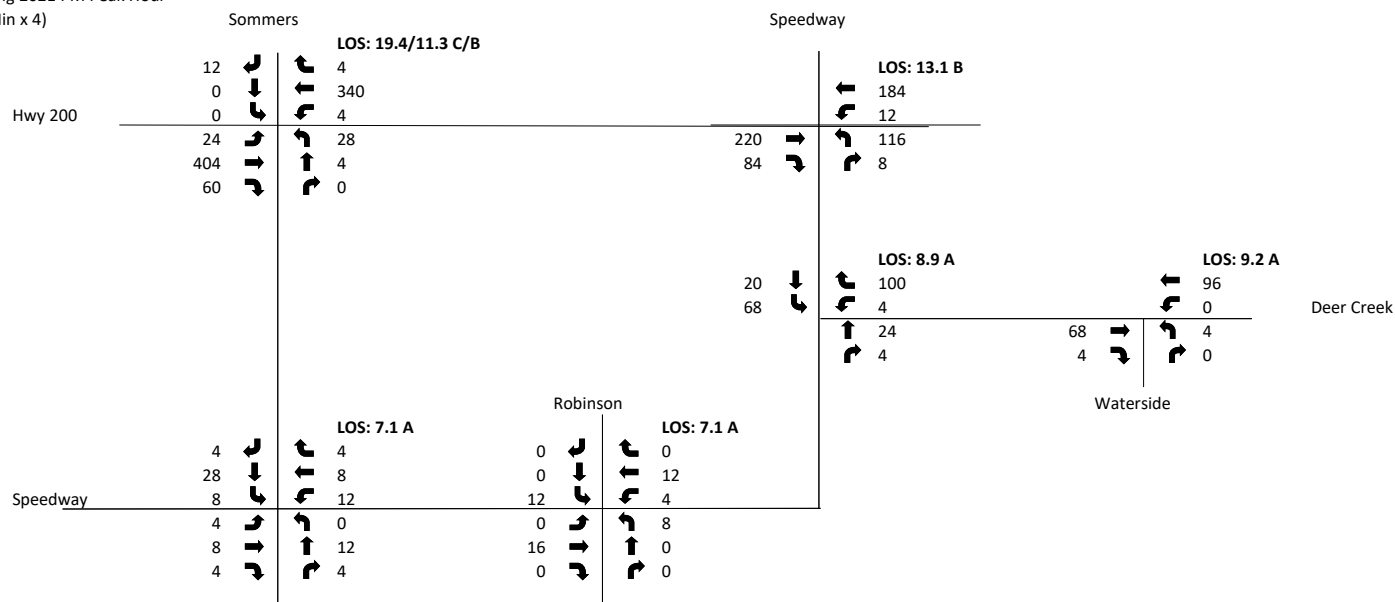 2021 PM Peak Hour
x 4)
Sommers
Speedway
LOS: 19.4/11.3 C/B
12 4
0 340
0 4
Hwy 200
24 28
404 4
60 0
LOS: 13.1 B
184
12
220 116
84 8
LOS: 8.9 A
20 100
68 4
24
4
LOS: 9.2 A
96
0
Deer Creek
68 4
4 0
Waterside
Robinson
LOS: 7.1 A
4 4
28 8
8 12
Speedway
4 0
8 12
4 4
LOS: 7.1 A
0 0
0 12
12 4
0 8
16 0
0 0